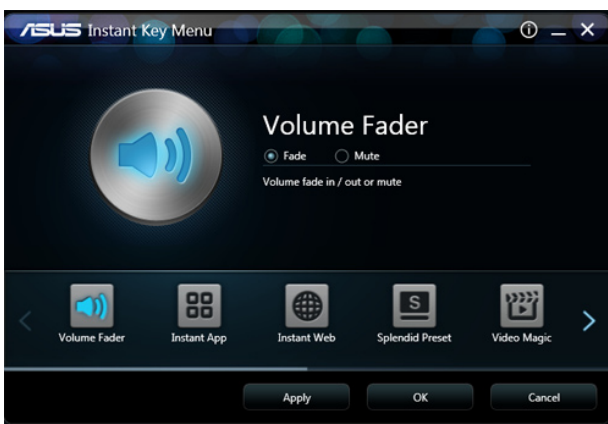 ASUS Instant Key Menu
Volume Fader
Fade Mute
Volume fade in / out or mute
Volume Fader Instant App Instant Web Splendid Preset Video Magic
Apply OK Cancel